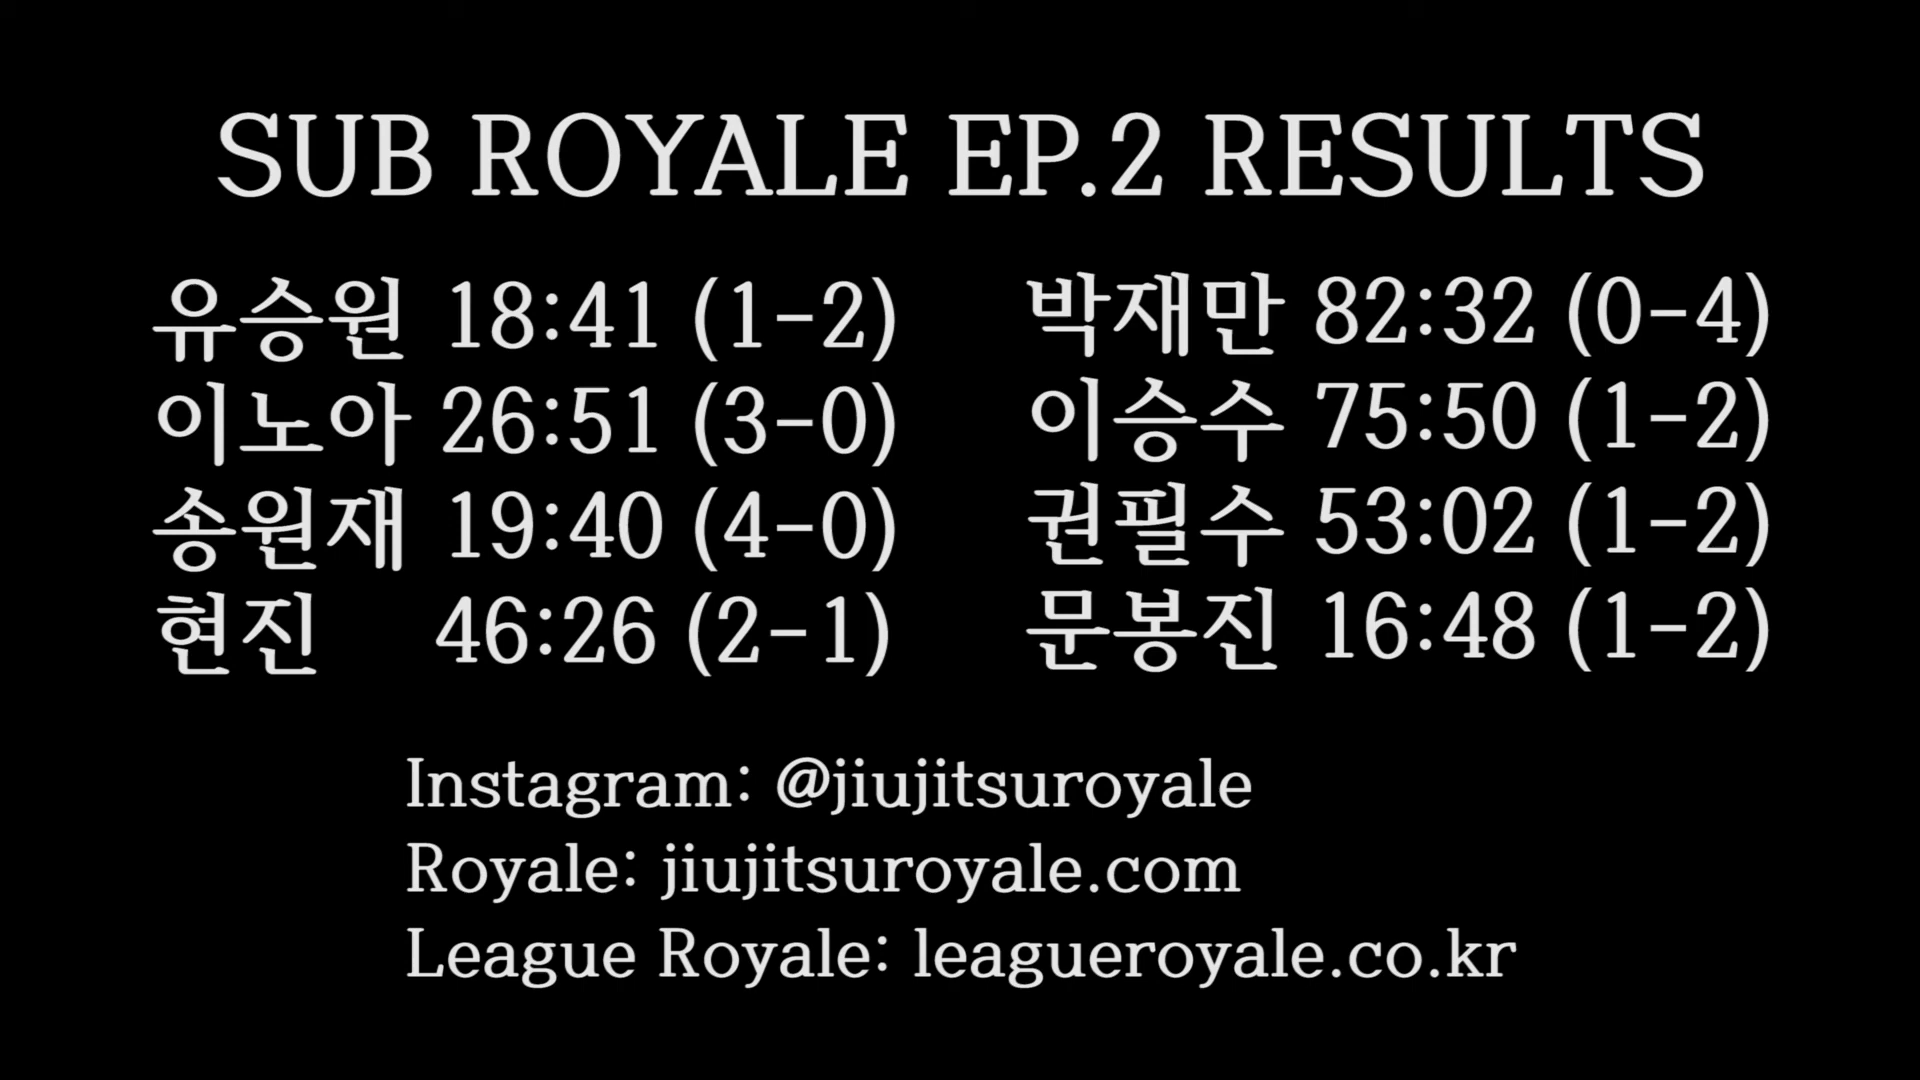 SUB ROYALE EP.2 RESULTS
유승원 18:41 (1-2)
이노아 26:51 (3-0)
송원재 19:40 (4-0)
현진 46:26 (2-1)
박재만 82:32 (0-4)
이승수 75:50 (1-2)
권필수 53:02 (1-2)
문봉진 16:48 (1-2)
Instagram: @jiujitsuroyale
Royale: jiujitsuroyale.com
League Royale: leagueroyale.co.kr